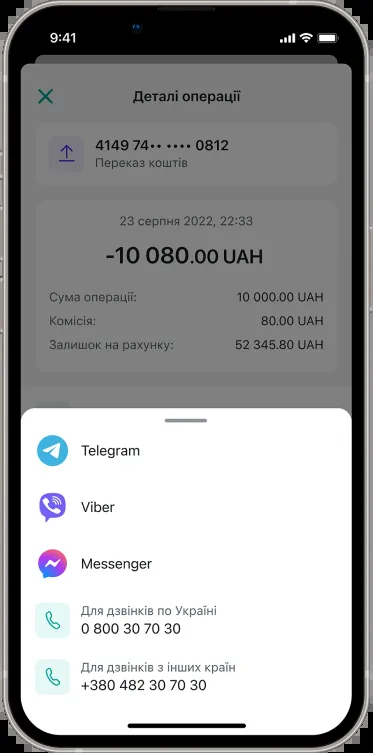 9:41
Деталі операції
4149 74•• •••• 0812
Переказ коштів
23 серпня 2022, 22:33
-10 080.00 UAH
Сума операції: 10 000.00 UAH
Комісія: 80.00 UAH
Залишок на рахунку: 52 345.80 UAH
Telegram
Viber
Messenger
Для дзвінків по Україні
0 800 30 70 30
Для дзвінків з інших країн
+380 482 30 70 30